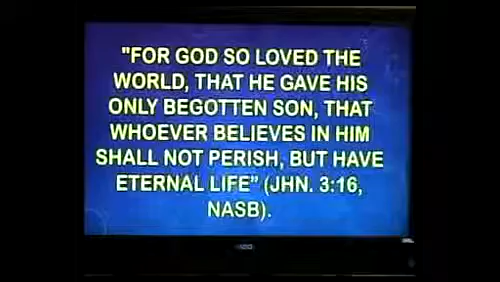 "FOR GOD SO LOVED THE
WORLD, THAT HE GAVE HIS
ONLY BEGOTTEN SON, THAT
WHOEVER BELIEVES IN HIM
SHALL NOT PERISH, BUT HAVE
ETERNAL LIFE" (JHN. 3:16,
NASB).